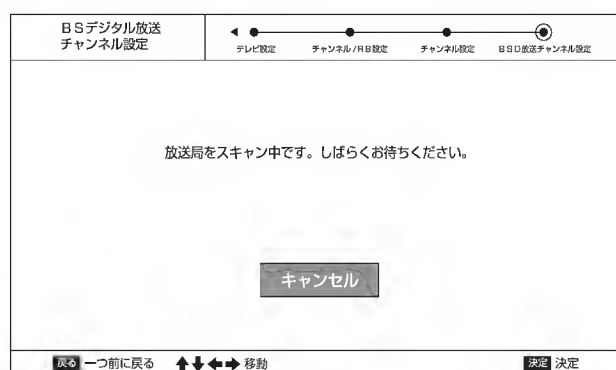 BSデジタル放送
チャンネル設定
テレビ設定 チャンネル/RB設定 チャンネル設定 BSD放送チャンネル設定
放送局をスキャン中です。しばらくお待ちください。
キャンセル
戻る 一つ前に戻る 移動 決定 決定